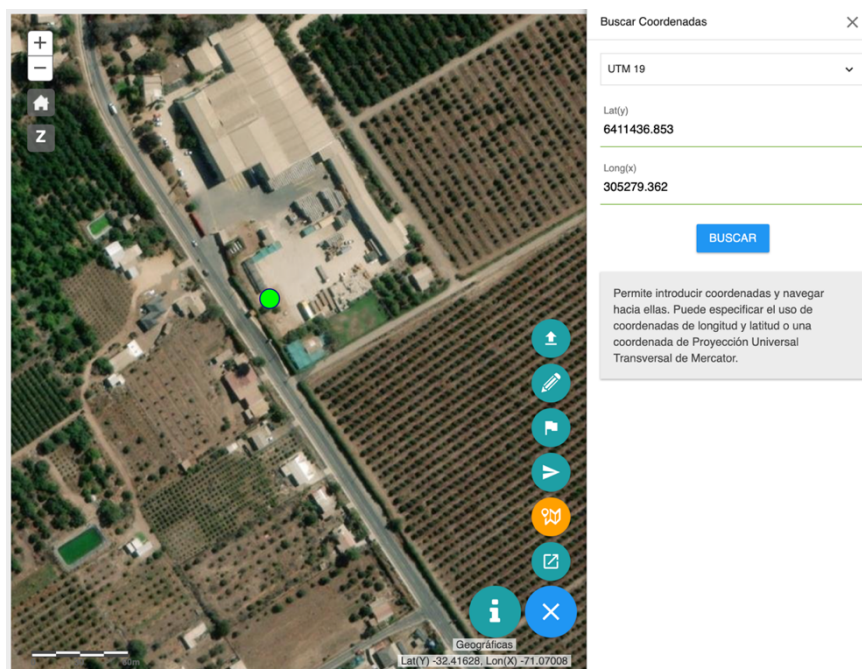 +
−
Z
Geográficas
Lat(Y) -32.41628, Lon(X) -71.07008
Buscar Coordenadas
UTM 19
Lat(y)
6411436.853
Long(x)
305279.362
BUSCAR
Permite introducir coordenadas y navegar
hacia ellas. Puede especificar el uso de
coordenadas de longitud y latitud o una
coordenada de Proyección Universal
Transversal de Mercator.